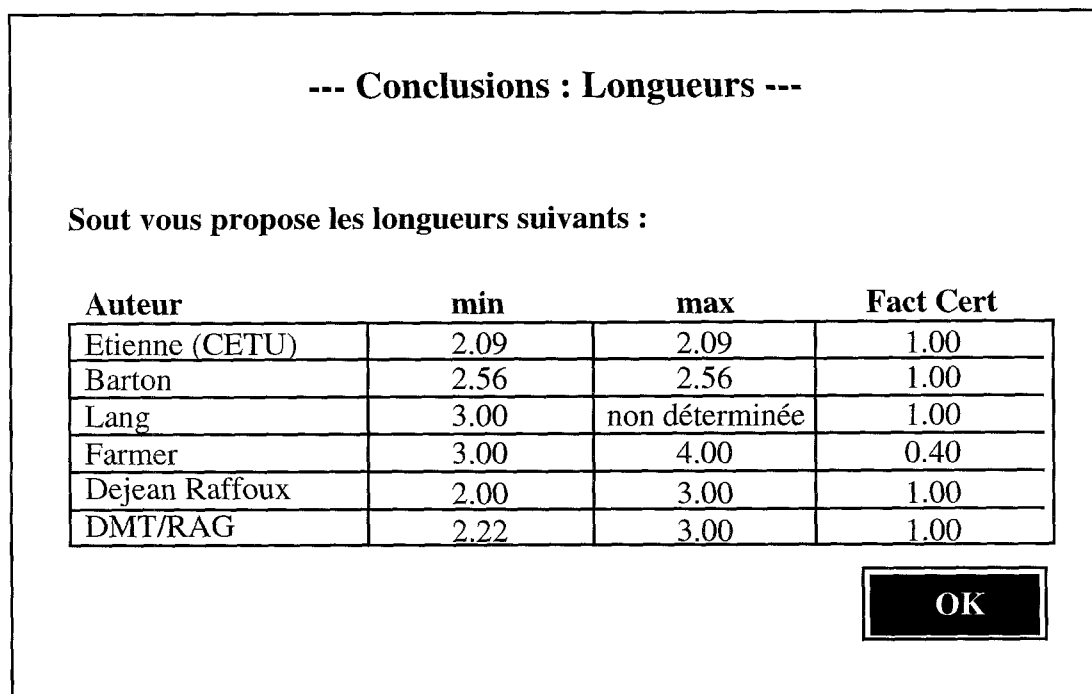 --- Conclusions : Longueurs ---
Sout vous propose les longueurs suivants :
Auteur min max Fact Cert
Etienne (CETU) 2.09 2.09 1.00
Barton 2.56 2.56 1.00
Lang 3.00 non déterminée 1.00
Farmer 3.00 4.00 0.40
Dejean Raffoux 2.00 3.00 1.00
DMT/RAG 2.22 3.00 1.00
OK